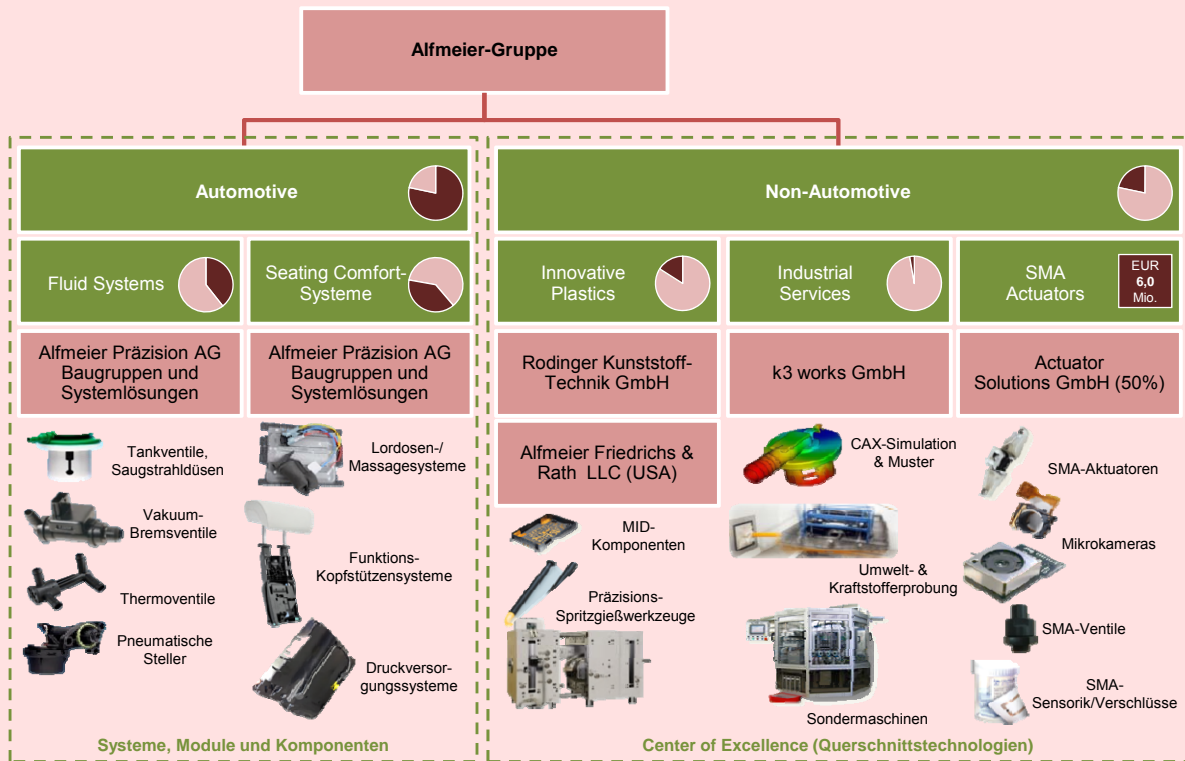 Alfmeier-Gruppe
Automotive
Non-Automotive
Fluid Systems
Seating Comfort-
Systeme
Innovative
Plastics
Industrial
Services
SMA
Actuators
EUR
6,0
Mio.
Alfmeier Präzision AG
Baugruppen und
Systemlösungen
Alfmeier Präzision AG
Baugruppen und
Systemlösungen
Rodinger Kunststoff-
Technik GmbH
k3 works GmbH
Actuator
Solutions GmbH (50%)
Alfmeier Friedrichs &
Rath LLC (USA)
Tankventile,
Saugstrahldüsen
Vakuum-
Bremsventile
Thermoventile
Pneumatische
Steller
Lordosen-/
Massagesysteme
Funktions-
Kopfstützensysteme
Druckversor-
gungssysteme
MID-
Komponenten
Präzisions-
Spritzgießwerkzeuge
CAX-Simulation
& Muster
Umwelt- &
Kraftstofferprobung
Sondermaschinen
SMA-Aktuatoren
Mikrokameras
SMA-Ventile
SMA-
Sensorik/Verschlüsse
Systeme, Module und Komponenten
Center of Excellence (Querschnittstechnologien)